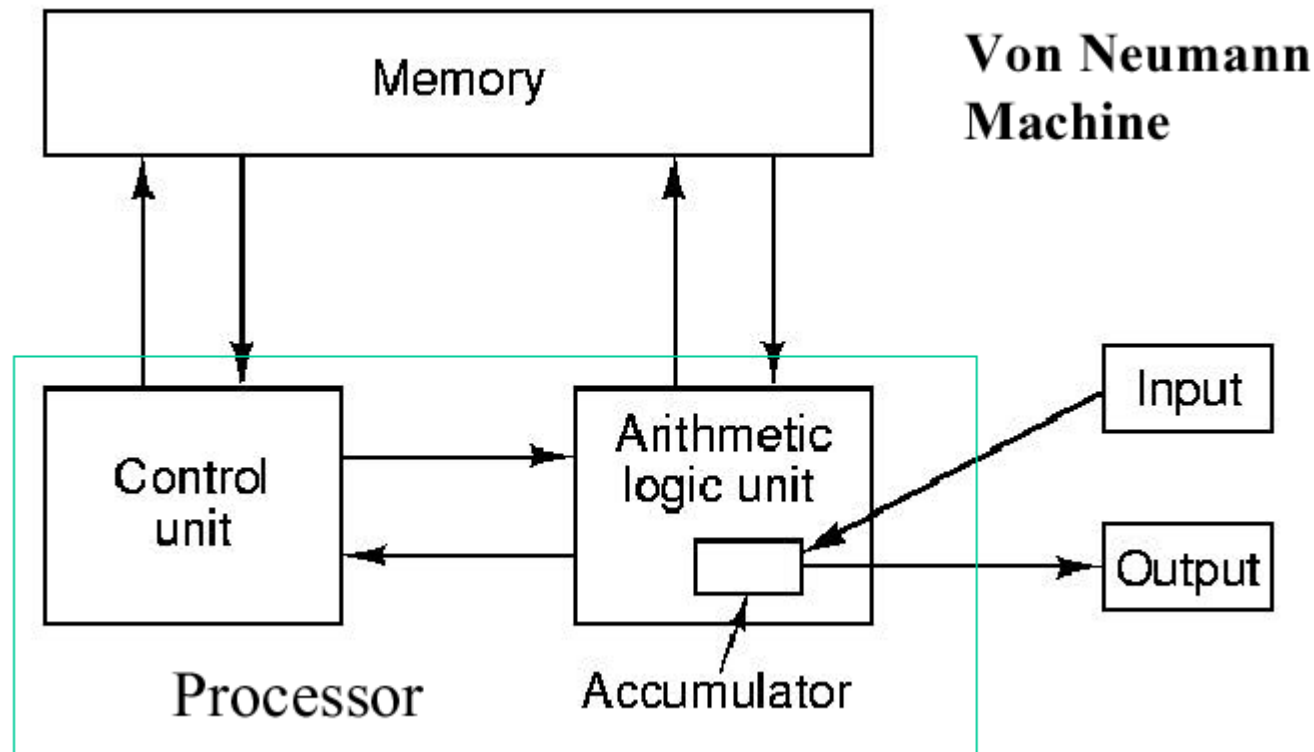 Memory
Von Neumann
Machine
Control
unit
Arithmetic
logic unit
Input
Output
Accumulator
Processor